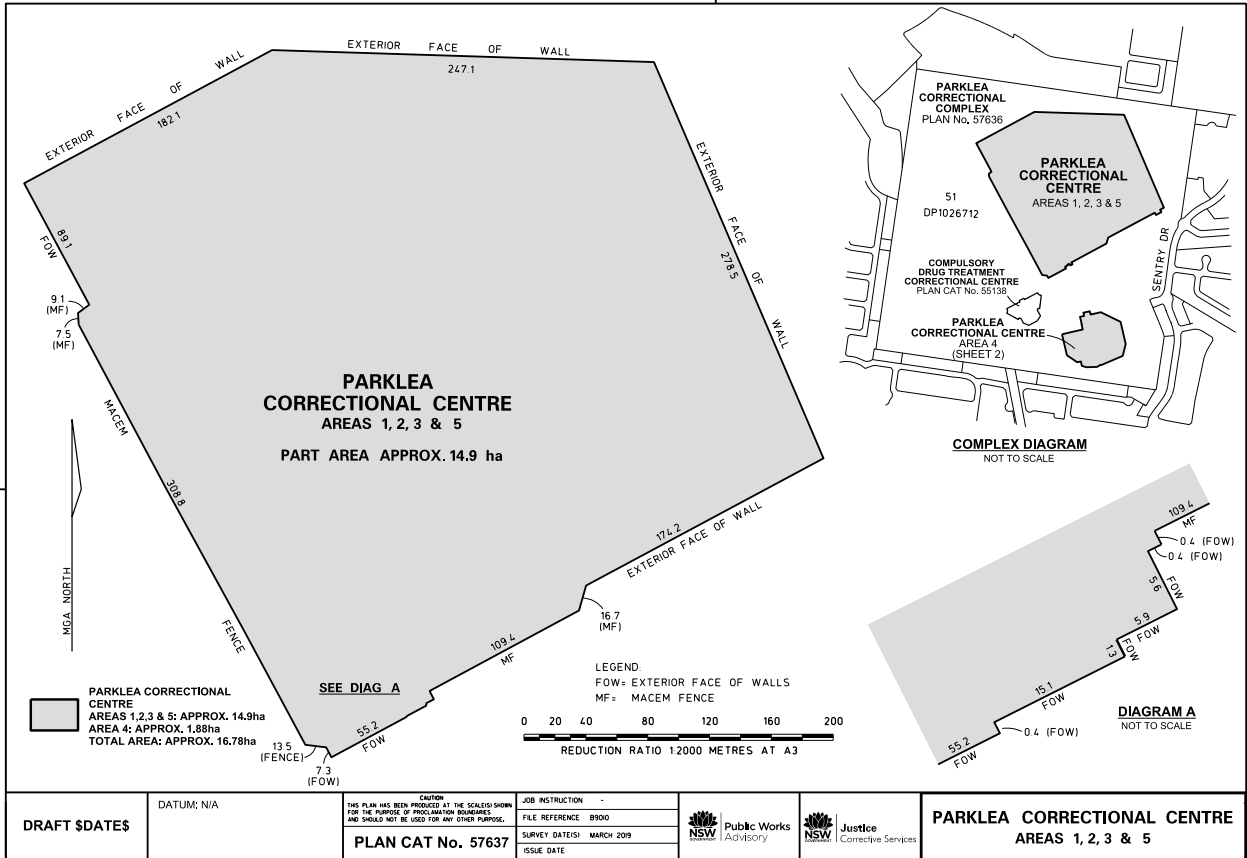 EXTERIOR FACE OF WALL
182.1
EXTERIOR FACE OF WALL
247.1
EXTERIOR FACE OF WALL
278.5
89.1
FOW
9.1
(MF)
7.5
(MF)
MACEM FENCE
308.8
PARKLEA
CORRECTIONAL CENTRE
AREAS 1, 2, 3 & 5
PART AREA APPROX. 14.9 ha
174.2
EXTERIOR FACE OF WALL
16.7
(MF)
109.4
MF
SEE DIAG A
55.2
FOW
13.5
(FENCE)
7.3
(FOW)
MGA NORTH
PARKLEA CORRECTIONAL
CENTRE
AREAS 1,2,3 & 5: APPROX. 14.9ha
AREA 4: APPROX. 1.88ha
TOTAL AREA: APPROX. 16.78ha
LEGEND:
FOW= EXTERIOR FACE OF WALLS
MF= MACEM FENCE
0 20 40 80 120 160 200
REDUCTION RATIO 1:2000 METRES AT A3
PARKLEA
CORRECTIONAL
COMPLEX
PLAN No. 57636
PARKLEA
CORRECTIONAL
CENTRE
AREAS 1, 2, 3 & 5
51
DP1026712
COMPULSORY
DRUG TREATMENT
CORRECTIONAL CENTRE
PLAN CAT No. 55138
PARKLEA
CORRECTIONAL CENTRE
AREA 4
(SHEET 2)
SENTRY DR
COMPLEX DIAGRAM
NOT TO SCALE
109.4
MF
0.4 (FOW)
0.4 (FOW)
5.6
FOW
5.9
FOW
1.3
FOW
15.1
FOW
0.4 (FOW)
55.2
FOW
DIAGRAM A
NOT TO SCALE
DRAFT $DATE$
DATUM: N/A
CAUTION
THIS PLAN HAS BEEN PRODUCED AT THE SCALE(S) SHOWN
FOR THE PURPOSE OF PROCLAMATION BOUNDARIES
AND SHOULD NOT BE USED FOR ANY OTHER PURPOSE.
PLAN CAT No. 57637
JOB INSTRUCTION -
FILE REFERENCE B9010
SURVEY DATE(S) MARCH 2019
ISSUE DATE
NSW
GOVERNMENT
Public Works
Advisory
NSW
GOVERNMENT
Justice
Corrective Services
PARKLEA CORRECTIONAL CENTRE
AREAS 1, 2, 3 & 5